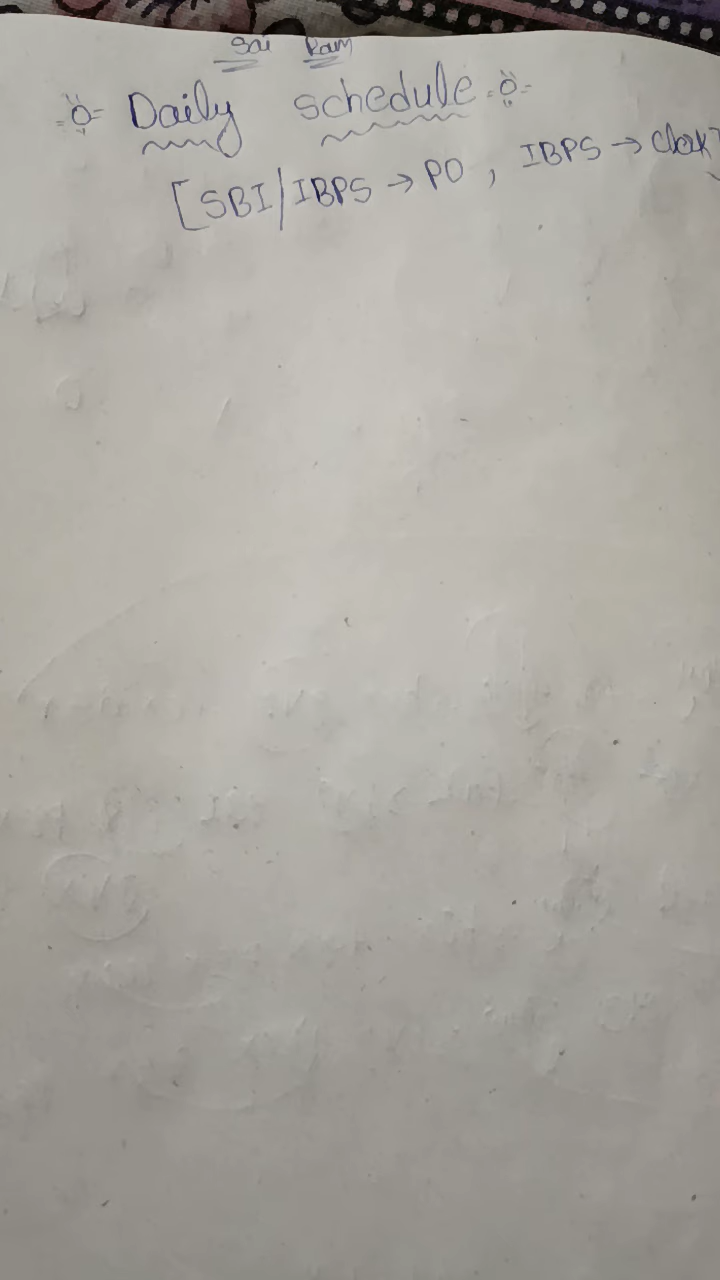 Sai Ram
Daily schedule
[SBI/IBPS → PO, IBPS → Clerk]